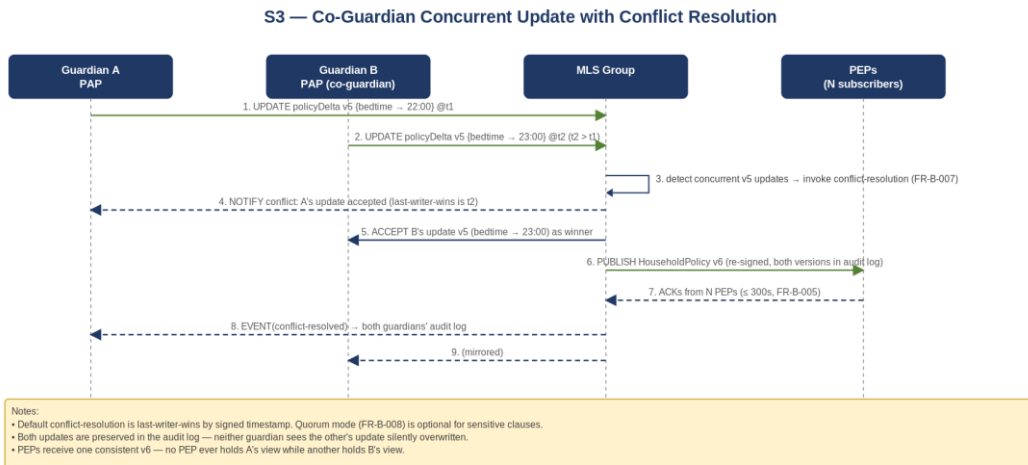 S3 — Co-Guardian Concurrent Update with Conflict Resolution
Guardian A
PAP
Guardian B
PAP (co-guardian)
MLS Group
PEPs
(N subscribers)
1. UPDATE policyDelta v5 {bedtime → 22:00} @t1
2. UPDATE policyDelta v5 {bedtime → 23:00} @t2 (t2 > t1)
3. detect concurrent v5 updates → invoke conflict-resolution (FR-B-007)
4. NOTIFY conflict: A's update accepted (last-writer-wins is t2)
5. ACCEPT B's update v5 (bedtime → 23:00) as winner
6. PUBLISH HouseholdPolicy v6 (re-signed, both versions in audit log)
7. ACKs from N PEPs (≤ 300s, FR-B-005)
8. EVENT(conflict-resolved) → both guardians' audit log
9. (mirrored)
Notes:
• Default conflict-resolution is last-writer-wins by signed timestamp. Quorum mode (FR-B-008) is optional for sensitive clauses.
• Both updates are preserved in the audit log — neither guardian sees the other's update silently overwritten.
• PEPs receive one consistent v6 — no PEP ever holds A's view while another holds B's view.